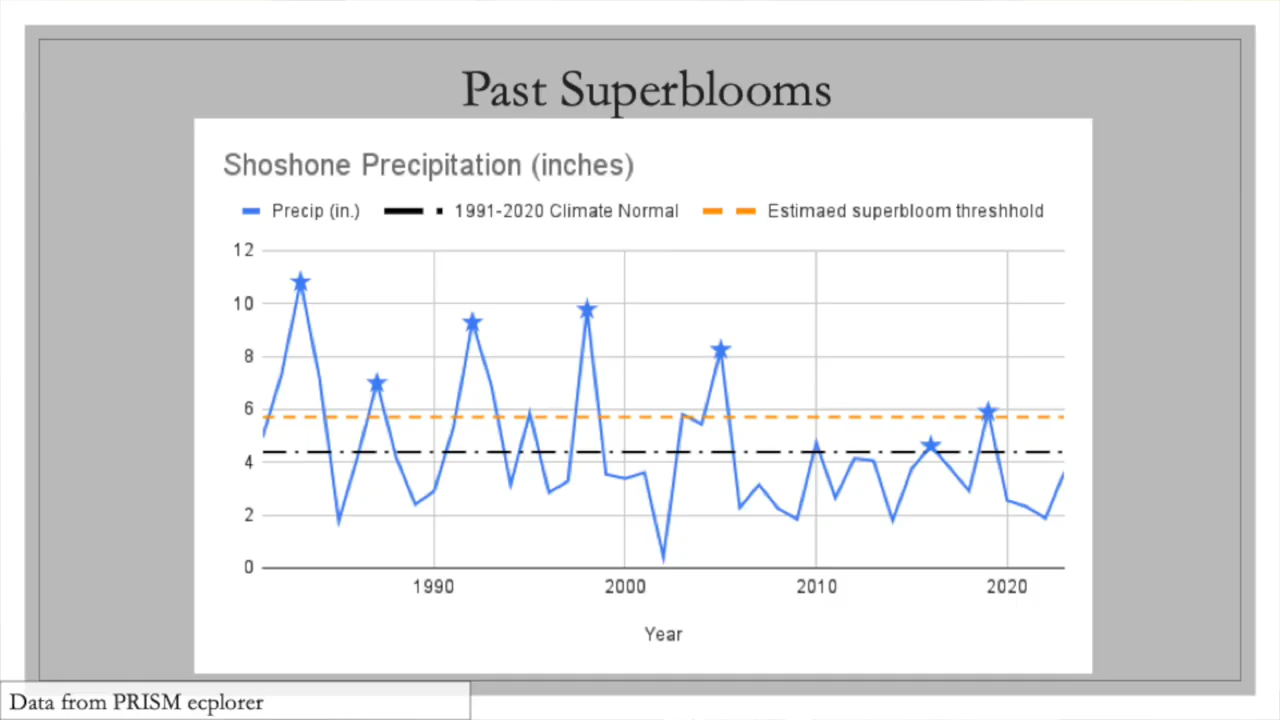 Past Superblooms
Shoshone Precipitation (inches)
Precip (in.) 1991-2020 Climate Normal Estimaed superbloom threshhold
12
10
8
6
4
2
0
1990 2000 2010 2020
Year
Data from PRISM ecplorer